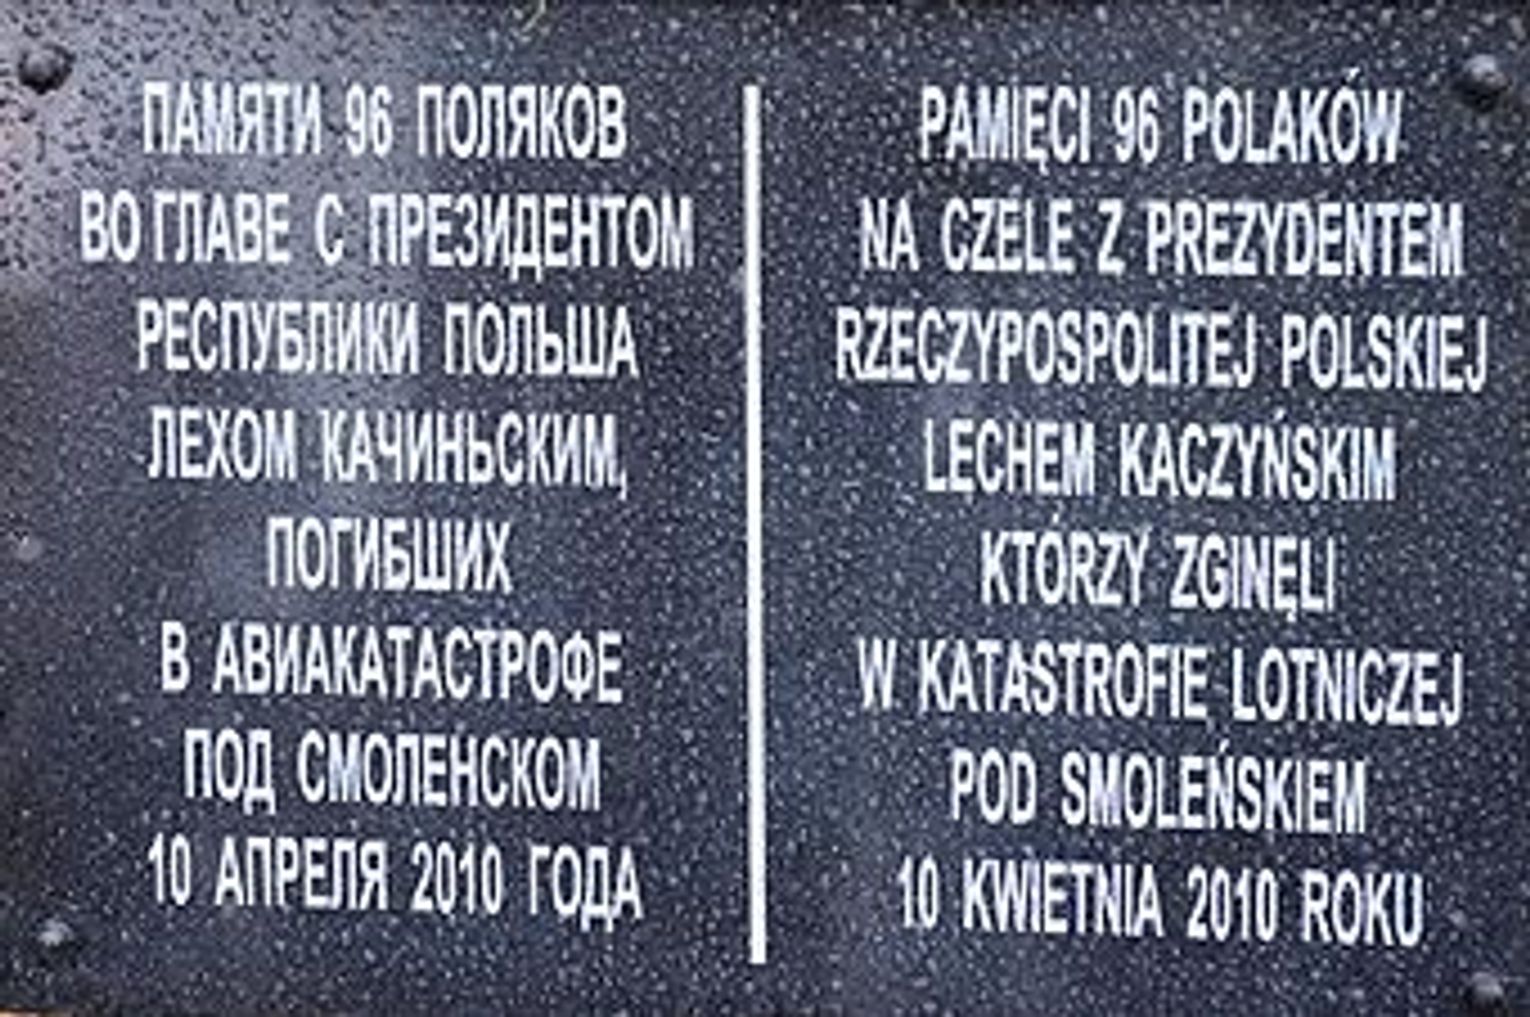 ПАМЯТИ 96 ПОЛЯКОВ
ВО ГЛАВЕ С ПРЕЗИДЕНТОМ
РЕСПУБЛИКИ ПОЛЬША
ЛЕХОМ КАЧИНЬСКИМ,
ПОГИБШИХ
В АВИАКАТАСТРОФЕ
ПОД СМОЛЕНСКОМ
10 АПРЕЛЯ 2010 ГОДА
PAMIĘCI 96 POLAKÓW
NA CZELE Z PREZYDENTEM
RZECZYPOSPOLITEJ POLSKIEJ
LECHEM KACZYŃSKIM
KTÓRZY ZGINĘLI
W KATASTROFIE LOTNICZEJ
POD SMOLEŃSKIEM
10 KWIETNIA 2010 ROKU